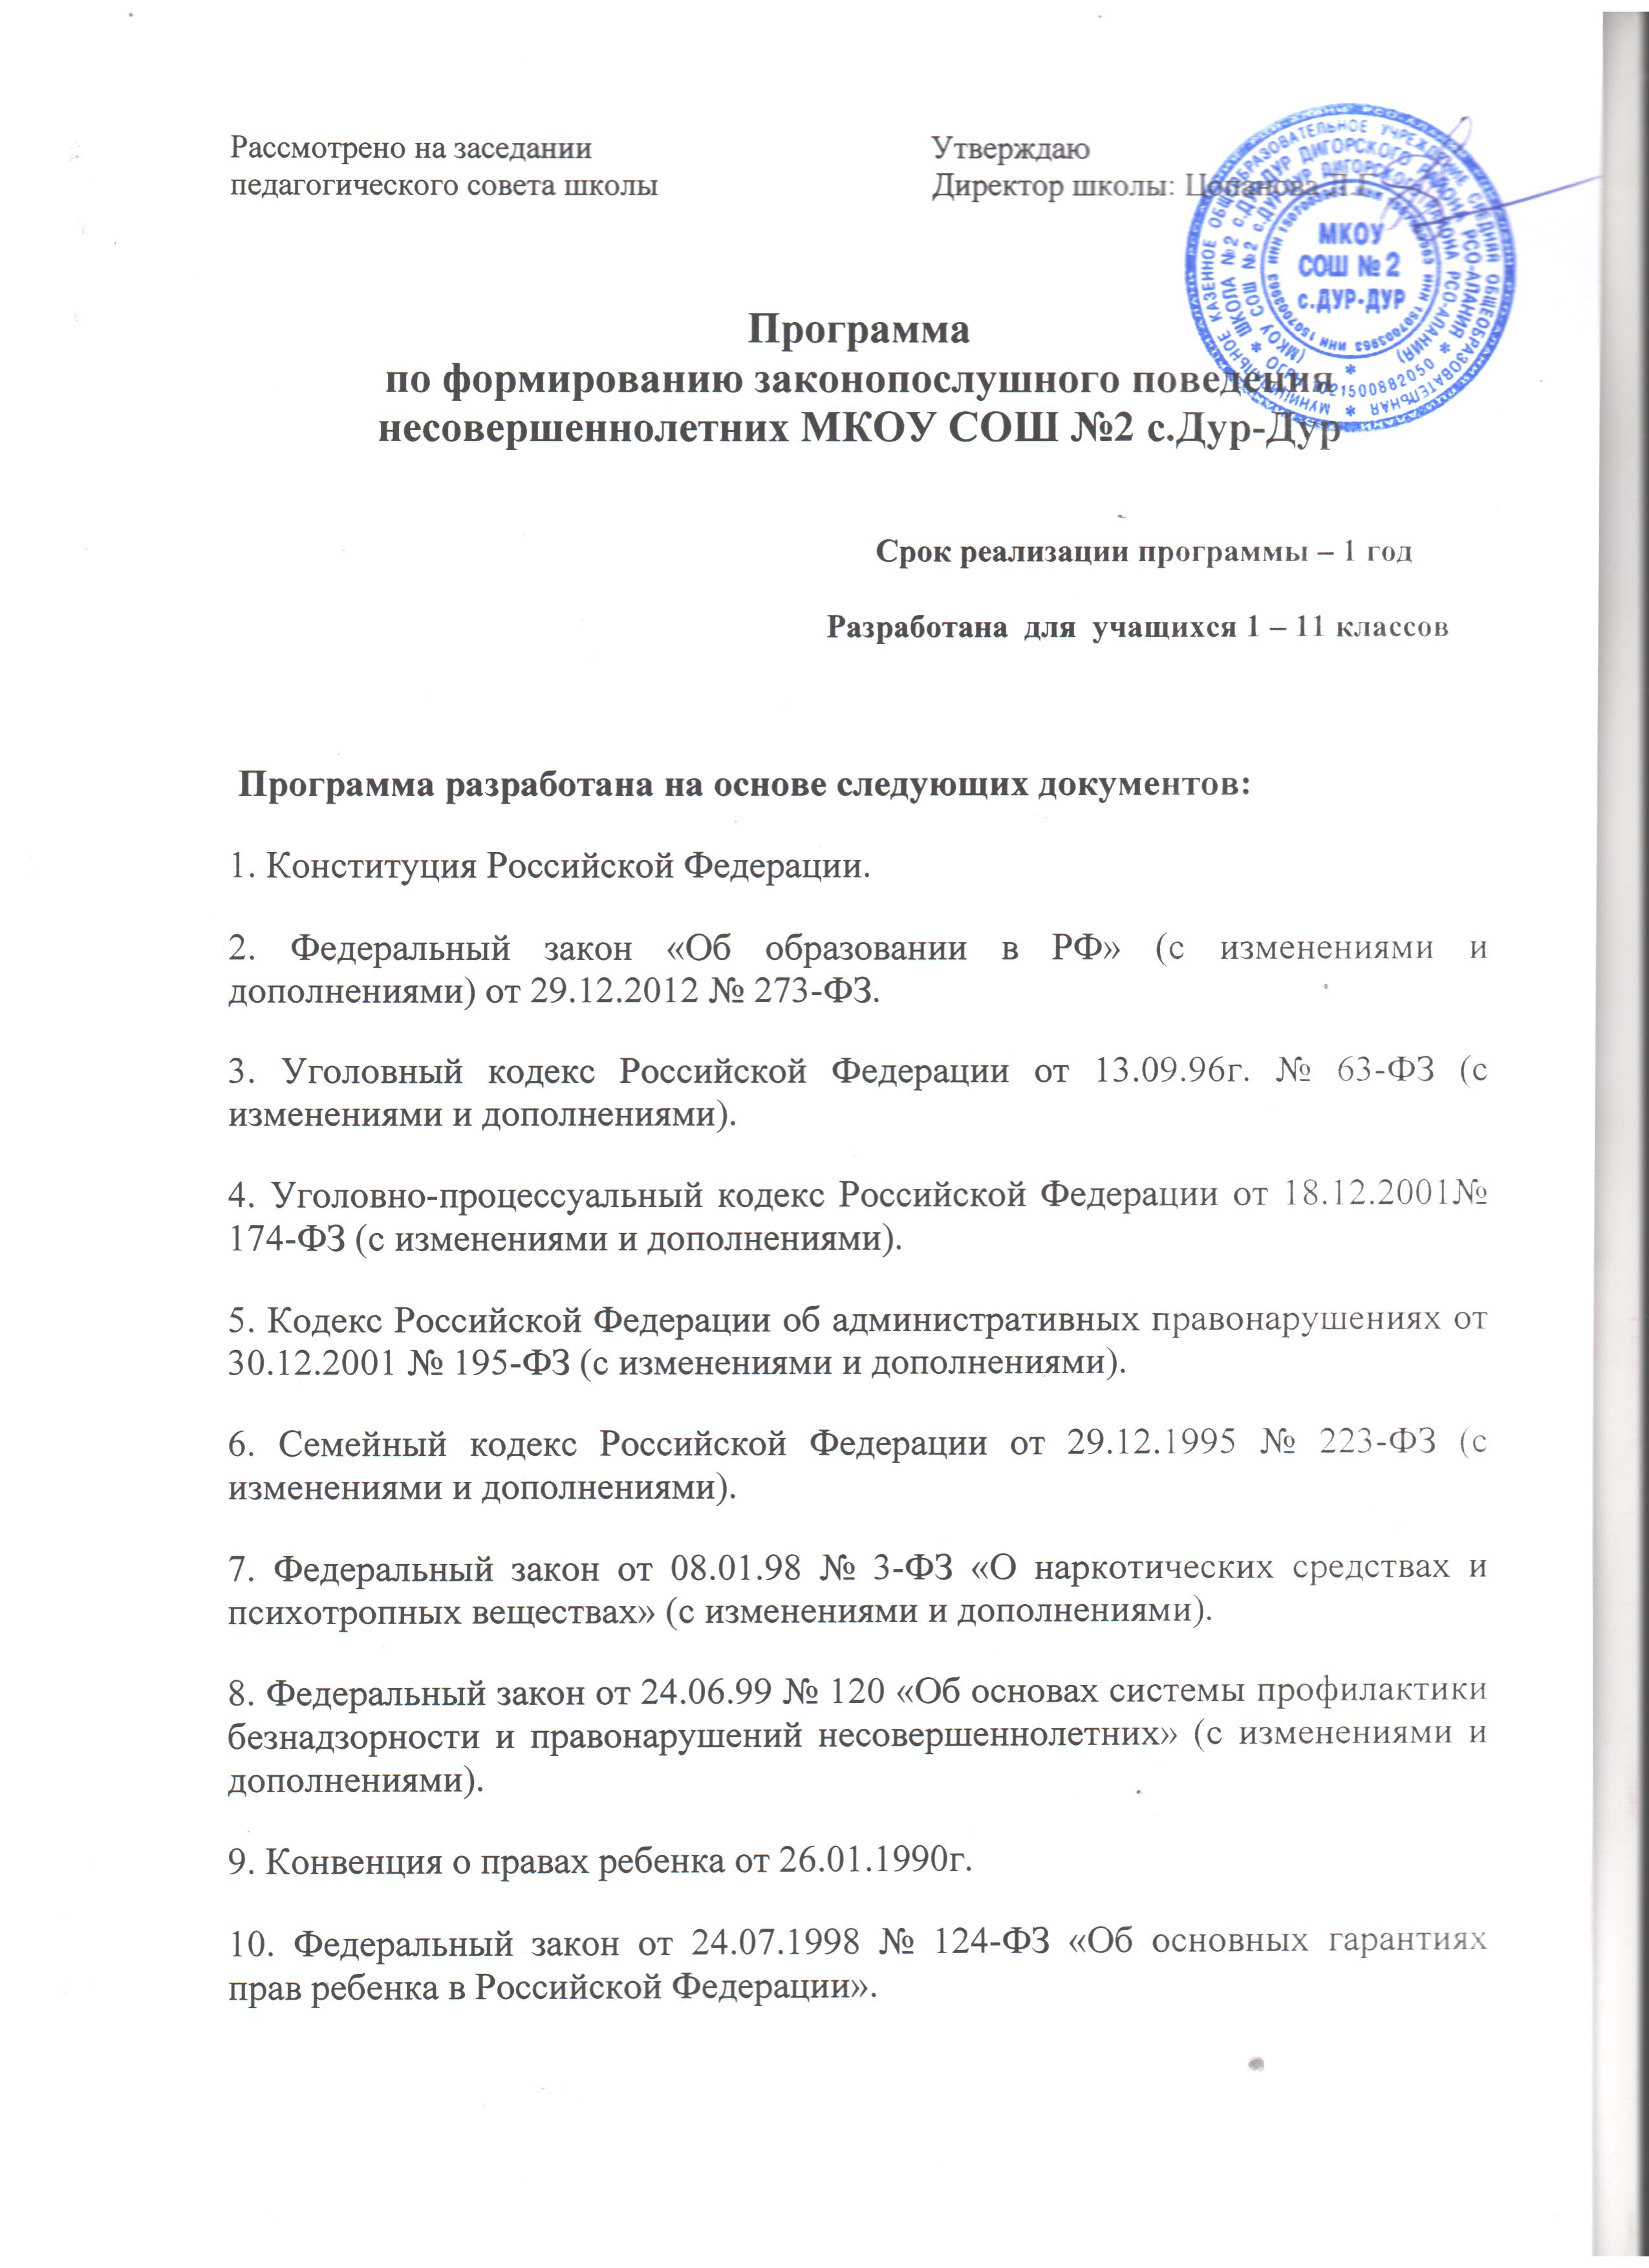 Рассмотрено на заседании
педагогического совета школы
Утверждаю
Директор школы: Цопанова Л.Г.
МКОУ
СОШ №2
с.ДУР-ДУР
Программа
по формированию законопослушного поведения
несовершеннолетних МКОУ СОШ №2 с.Дур-Дур
Срок реализации программы – 1 год
Разработана для учащихся 1 – 11 классов
Программа разработана на основе следующих документов:
1. Конституция Российской Федерации.
2. Федеральный закон «Об образовании в РФ» (с изменениями и
дополнениями) от 29.12.2012 № 273-ФЗ.
3. Уголовный кодекс Российской Федерации от 13.09.96г. № 63-ФЗ (с
изменениями и дополнениями).
4. Уголовно-процессуальный кодекс Российской Федерации от 18.12.2001№
174-ФЗ (с изменениями и дополнениями).
5. Кодекс Российской Федерации об административных правонарушениях от
30.12.2001 № 195-ФЗ (с изменениями и дополнениями).
6. Семейный кодекс Российской Федерации от 29.12.1995 № 223-ФЗ (с
изменениями и дополнениями).
7. Федеральный закон от 08.01.98 № 3-ФЗ «О наркотических средствах и
психотропных веществах» (с изменениями и дополнениями).
8. Федеральный закон от 24.06.99 № 120 «Об основах системы профилактики
безнадзорности и правонарушений несовершеннолетних» (с изменениями и
дополнениями).
9. Конвенция о правах ребенка от 26.01.1990г.
10. Федеральный закон от 24.07.1998 № 124-ФЗ «Об основных гарантиях
прав ребенка в Российской Федерации».